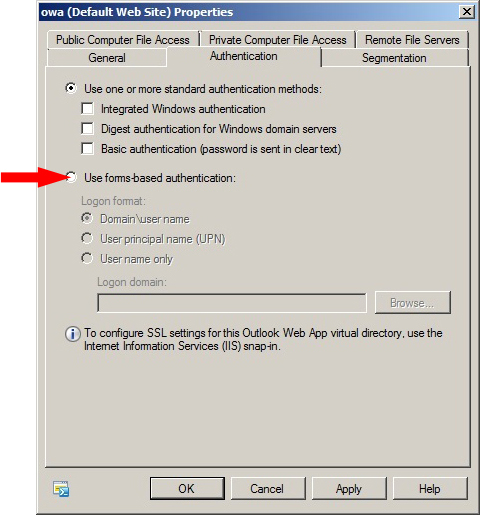 owa (Default Web Site) Properties
Public Computer File Access
Private Computer File Access
Remote File Servers
General
Authentication
Segmentation
Use one or more standard authentication methods:
Integrated Windows authentication
Digest authentication for Windows domain servers
Basic authentication (password is sent in clear text)
Use forms-based authentication:
Logon format:
Domain\user name
User principal name (UPN)
User name only
Logon domain:
Browse...
To configure SSL settings for this Outlook Web App virtual directory, use the
Internet Information Services (IIS) snap-in.
OK
Cancel
Apply
Help